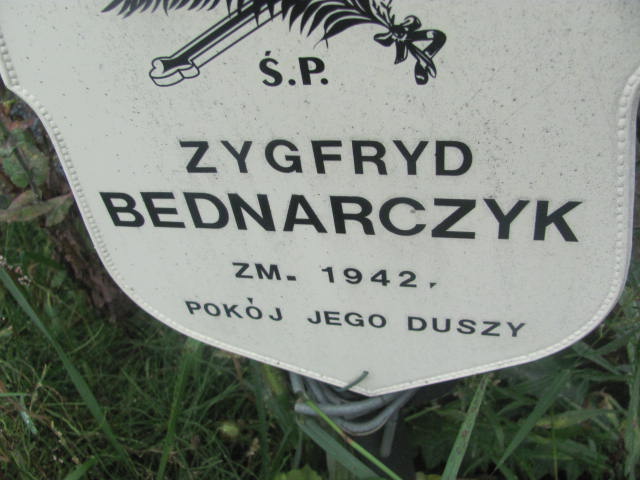 Ś.P.
ZYGFRYD
BEDNARCZYK
ZM. 1942.
POKÓJ JEGO DUSZY